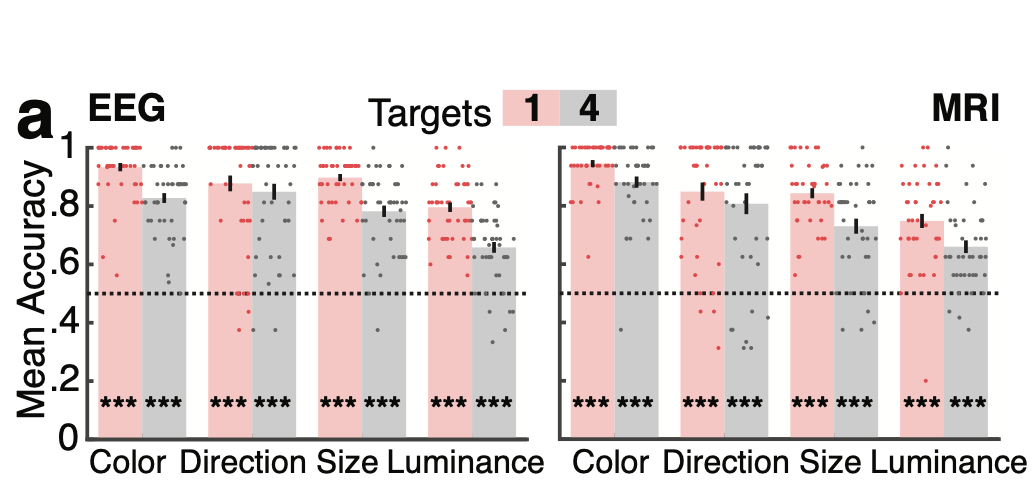 a EEG Targets 1 4 MRI
Mean Accuracy
1
.8
.6
.4
.2
0
*** *** *** *** *** *** *** *** *** *** *** *** *** *** *** ***
Color Direction Size Luminance Color Direction Size Luminance